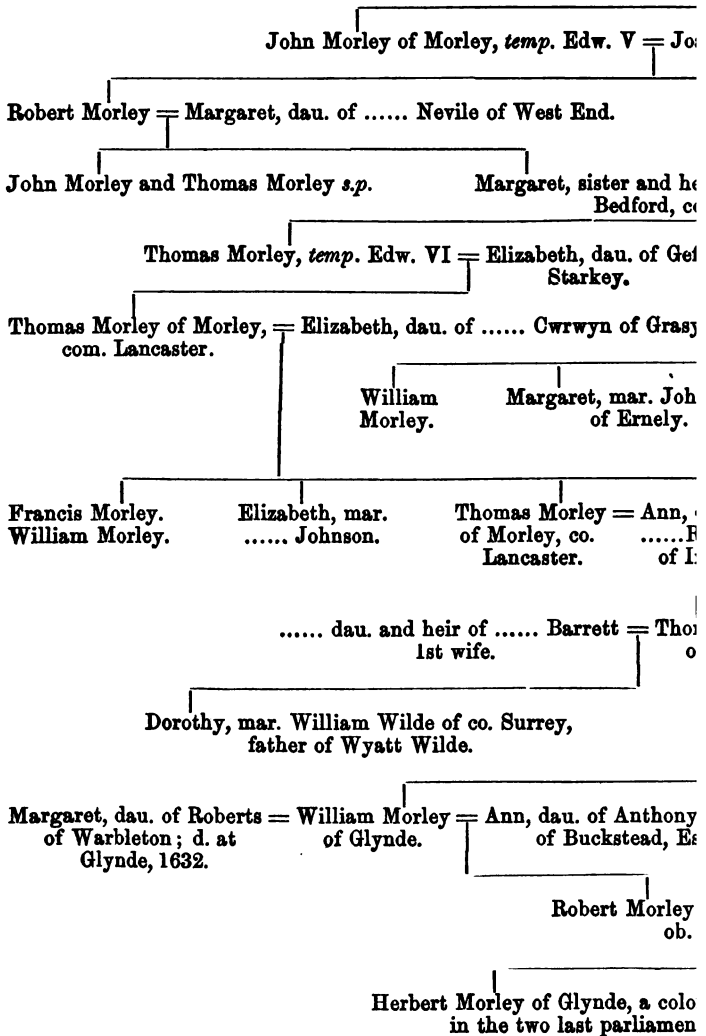 John Morley of Morley, temp. Edw. V =
Robert Morley = Margaret, dau. of ...... Nevile of West End.
John Morley and Thomas Morley s.p.
Margaret, sister and
Bedford,
Thomas Morley, temp. Edw. VI = Elizabeth, dau. of
Starkey.
Thomas Morley of Morley, = Elizabeth, dau. of ...... Cwrwyn of
com. Lancaster.
William
Morley.
Margaret, mar.
of Ernely.
Francis Morley.
William Morley.
Elizabeth, mar.
...... Johnson.
Thomas Morley = Ann,
of Morley, co. ......
Lancaster. of
...... dau. and heir of ...... Barrett =
1st wife.
Dorothy, mar. William Wilde of co. Surrey,
father of Wyatt Wilde.
Margaret, dau. of Roberts = William Morley = Ann, dau. of Anthony
of Warbleton; d. at of Glynde. of Buckstead,
Glynde, 1632.
Robert Morley
ob.
Herbert Morley of Glynde, a
in the two last